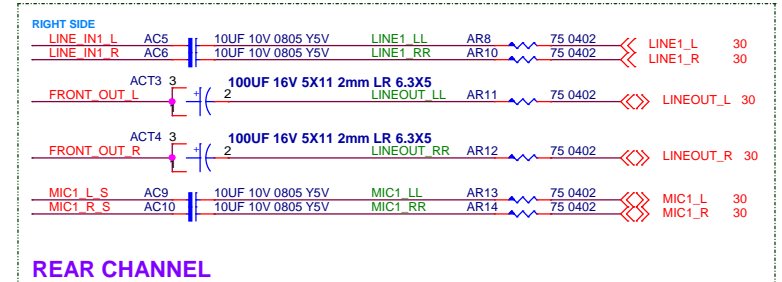 RIGHT SIDE
LINE_IN1_L AC5 10UF 10V 0805 Y5V LINE1_LL AR8 75 0402 LINE1_L 30
LINE_IN1_R AC6 10UF 10V 0805 Y5V LINE1_RR AR10 75 0402 LINE1_R 30
ACT3 3 100UF 16V 5X11 2mm LR 6.3X5
FRONT_OUT_L 1 + 2 LINEOUT_LL AR11 75 0402 LINEOUT_L 30
ACT4 3 100UF 16V 5X11 2mm LR 6.3X5
FRONT_OUT_R 1 + 2 LINEOUT_RR AR12 75 0402 LINEOUT_R 30
MIC1_L_S AC9 10UF 10V 0805 Y5V MIC1_LL AR13 75 0402 MIC1_L 30
MIC1_R_S AC10 10UF 10V 0805 Y5V MIC1_RR AR14 75 0402 MIC1_R 30
REAR CHANNEL